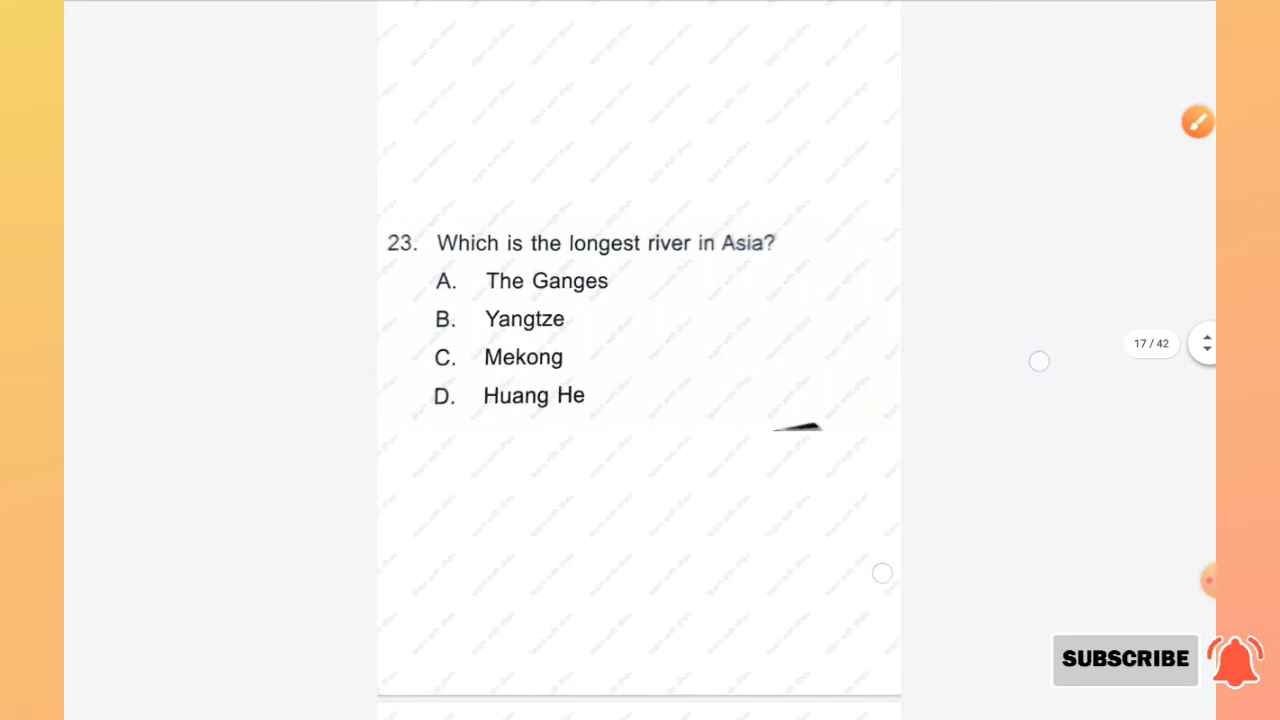 23. Which is the longest river in Asia?
A. The Ganges
B. Yangtze
C. Mekong
D. Huang He
17 / 42
SUBSCRIBE